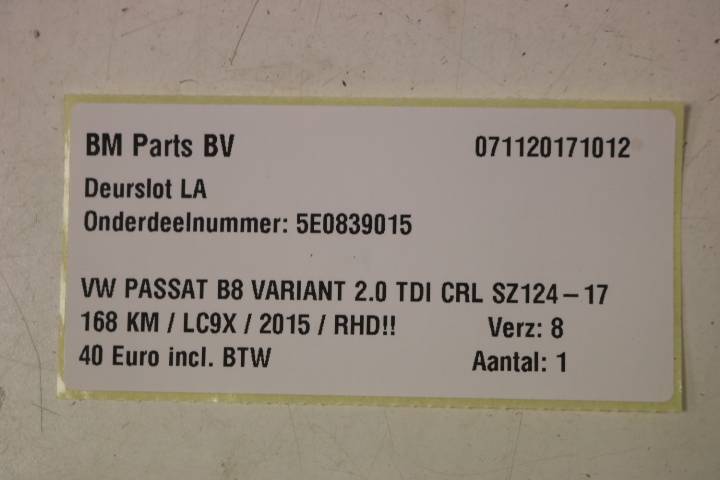 BM Parts BV 071120171012
Deurslot LA
Onderdeelnummer: 5E0839015
VW PASSAT B8 VARIANT 2.0 TDI CRL SZ124-17
168 KM / LC9X / 2015 / RHD!! Verz: 8
40 Euro incl. BTW Aantal: 1